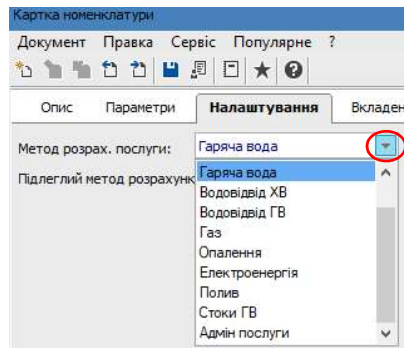 Картка номенклатури
Документ Правка Сервіс Популярне ?
Опис Параметри Налаштування Вкладен
Метод розрах. послуги: Гаряча вода
Підлеглий метод розрахунк
Гаряча вода
Водовідвід ХВ
Водовідвід ГВ
Газ
Опалення
Електроенергія
Полив
Стоки ГВ
Адмін послуги